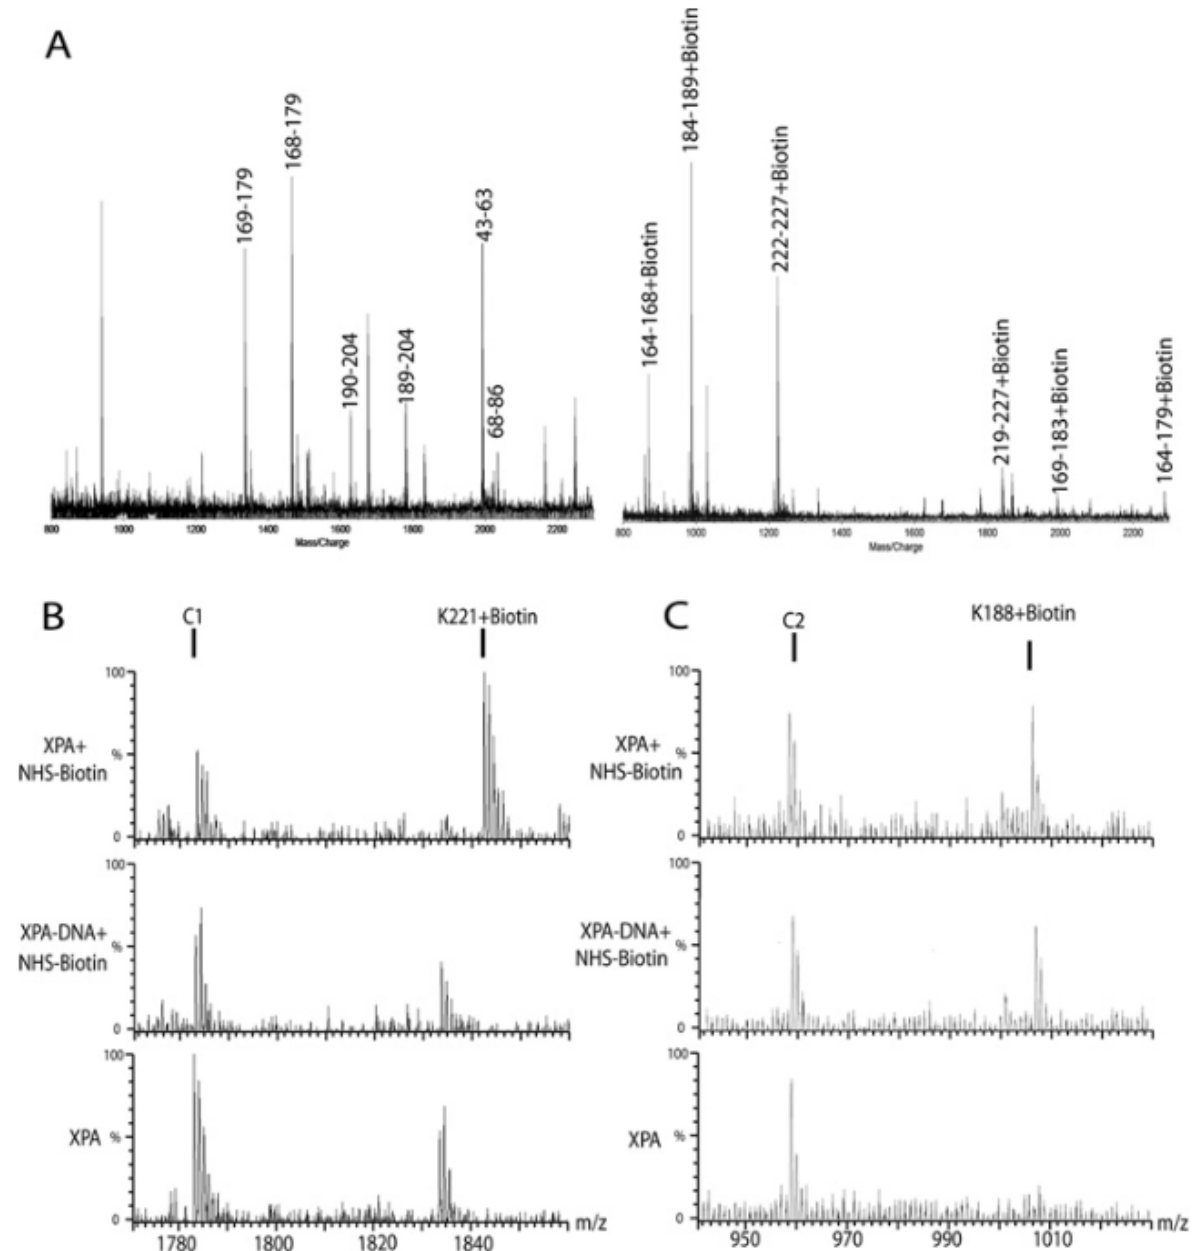 A
169-179
168-179
190-204
189-204
43-63
68-86
800 1000 1200 1400 1600 1800 2000 2200
Mass/Charge
164-168+Biotin
184-189+Biotin
222-227+Biotin
219-227+Biotin
169-183+Biotin
164-179+Biotin
800 1000 1200 1400 1600 1800 2000 2200
Mass/Charge
B
C1
K221+Biotin
100
XPA+
NHS-Biotin
%
0
100
XPA-DNA+
NHS-Biotin
%
0
100
XPA
%
0
1780 1800 1820 1840
m/z
C
C2
K188+Biotin
100
XPA+
NHS-Biotin
%
0
100
XPA-DNA+
NHS-Biotin
%
0
100
XPA
%
0
950 970 990 1010
m/z